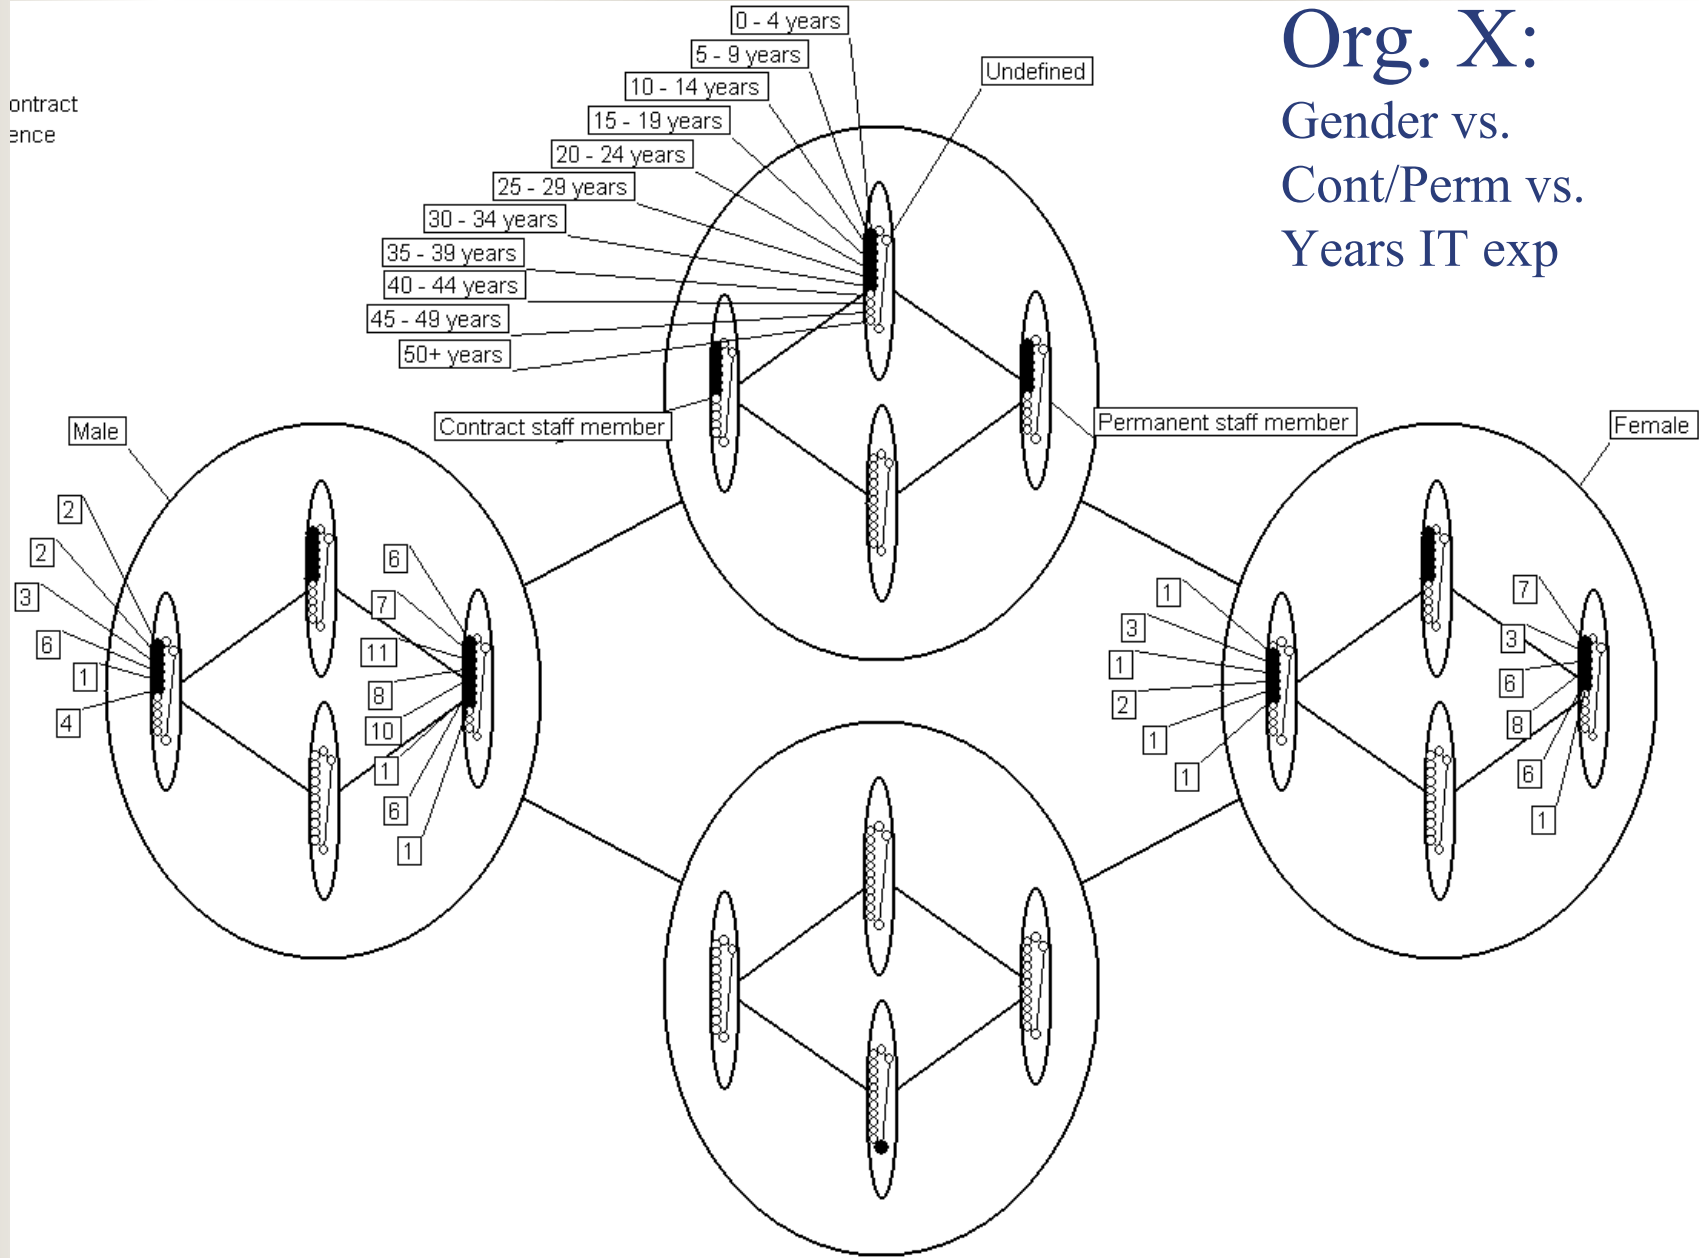 Org. X:
Gender vs.
Cont/Perm vs.
Years IT exp
ontract
ence
0 - 4 years
5 - 9 years
10 - 14 years
15 - 19 years
20 - 24 years
25 - 29 years
30 - 34 years
35 - 39 years
40 - 44 years
45 - 49 years
50+ years
Undefined
Contract staff member
Permanent staff member
Male
2
2
3
6
1
4
6
7
11
8
10
1
6
1
Female
1
3
1
2
1
1
7
3
6
8
6
1